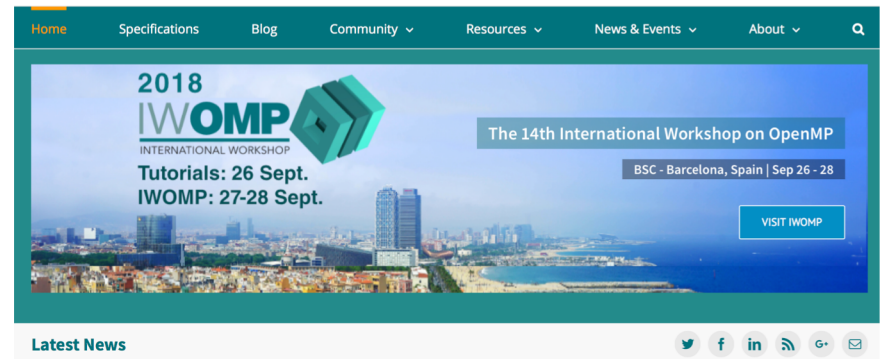 Home Specifications Blog Community Resources News & Events About
2018
IWOMP
INTERNATIONAL WORKSHOP
Tutorials: 26 Sept.
IWOMP: 27-28 Sept.
The 14th International Workshop on OpenMP
BSC - Barcelona, Spain | Sep 26 - 28
VISIT IWOMP
Latest News